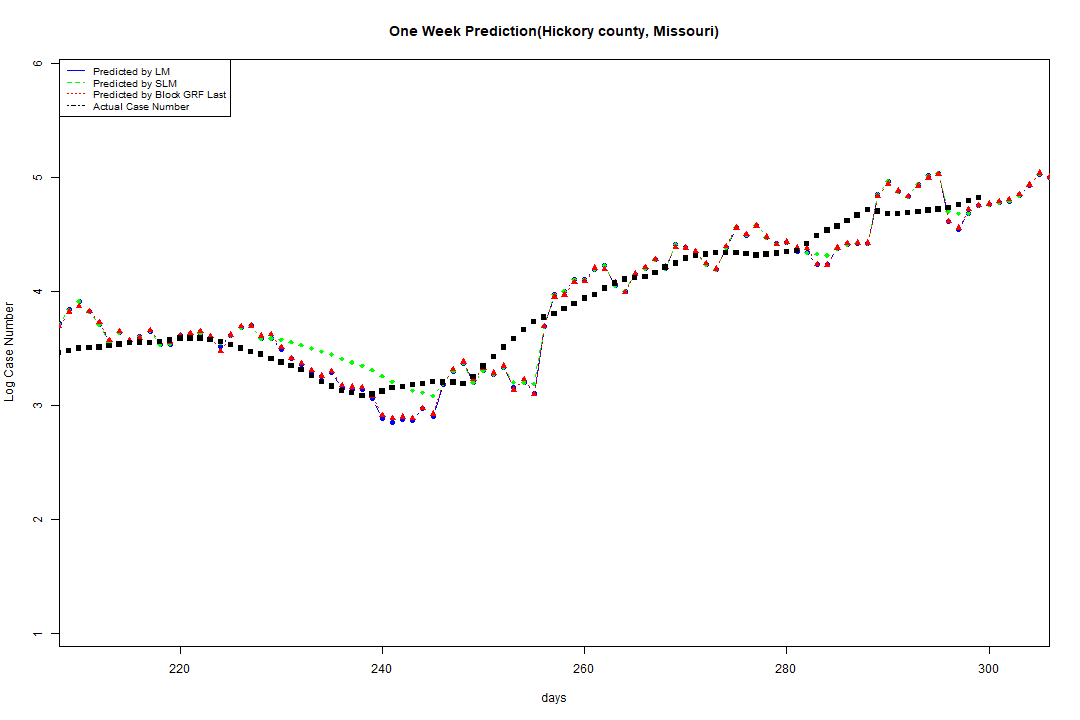 One Week Prediction(Hickory county, Missouri)
Predicted by LM
Predicted by SLM
Predicted by Block GRF Last
Actual Case Number
6
5
4
3
2
1
Log Case Number
220 240 260 280 300
days